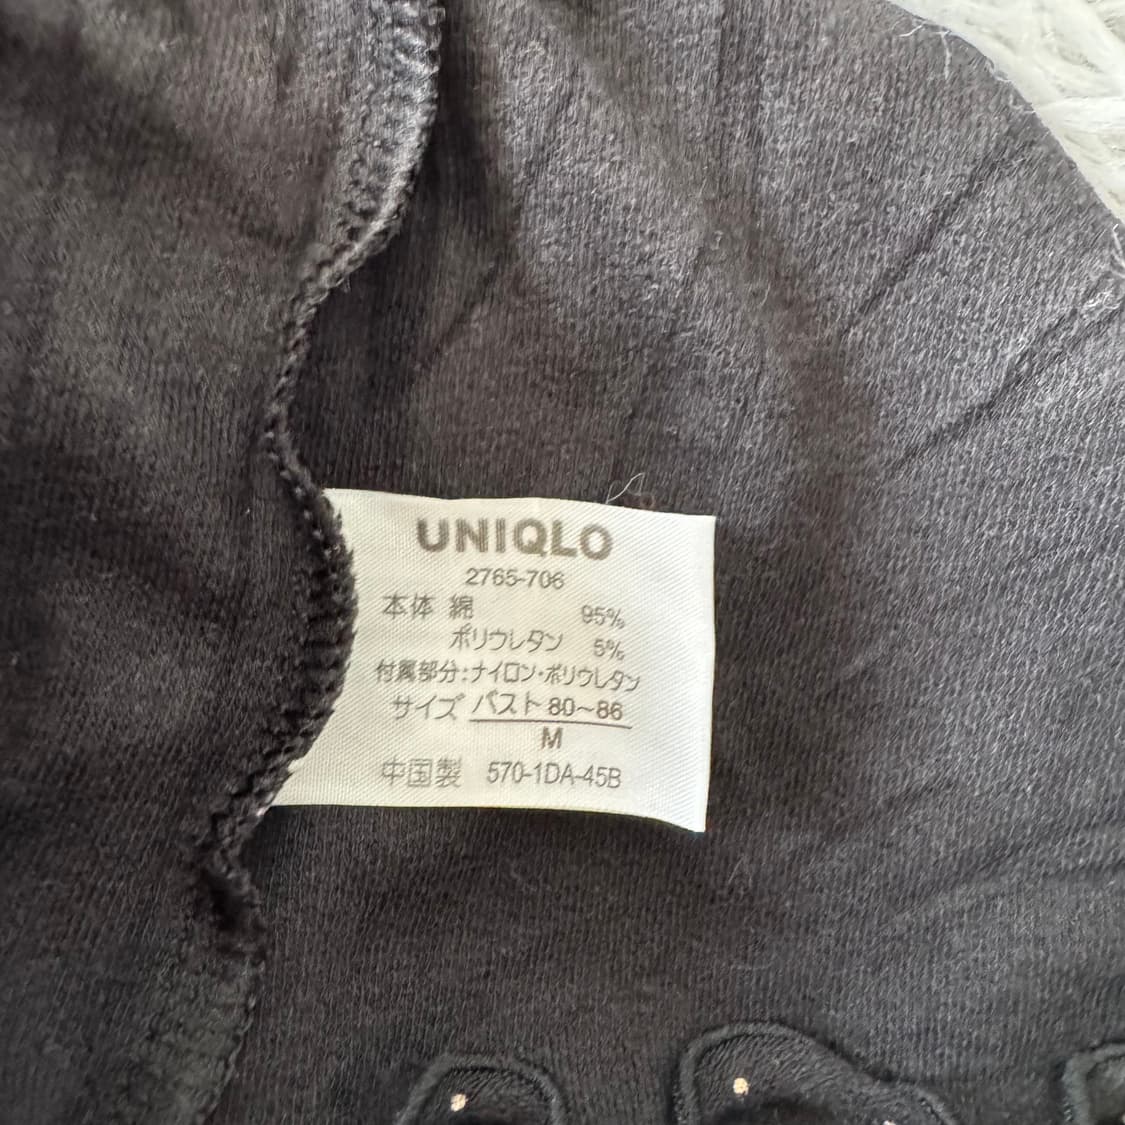 UNIQLO
2765-706
本体 綿 95%
ポリウレタン 5%
付属部分:ナイロン・ポリウレタン
サイズ バスト 80〜86
M
中国製 570-1DA-45B